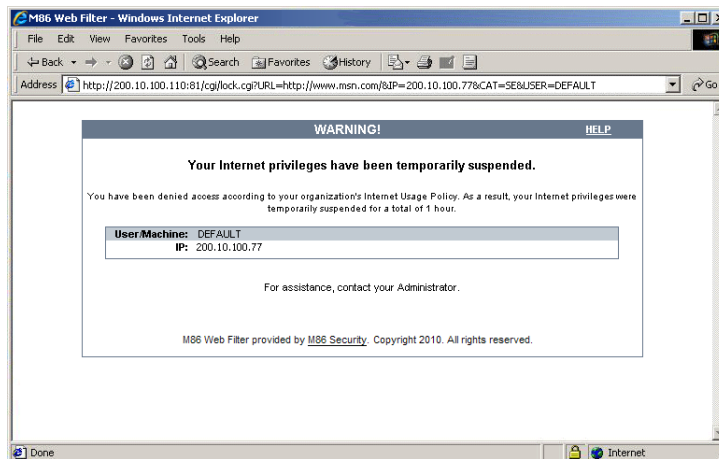 M86 Web Filter - Windows Internet Explorer
File Edit View Favorites Tools Help
Back Search Favorites History
Address http://200.10.100.110:81/cgi/lock.cgi?URL=http://www.msn.com/&IP=200.10.100.77&CAT=SE&USER=DEFAULT Go
WARNING! HELP
Your Internet privileges have been temporarily suspended.
You have been denied access according to your organization's Internet Usage Policy. As a result, your Internet privileges were
temporarily suspended for a total of 1 hour.
User/Machine: DEFAULT
IP: 200.10.100.77
For assistance, contact your Administrator.
M86 Web Filter provided by M86 Security. Copyright 2010. All rights reserved.
Done Internet